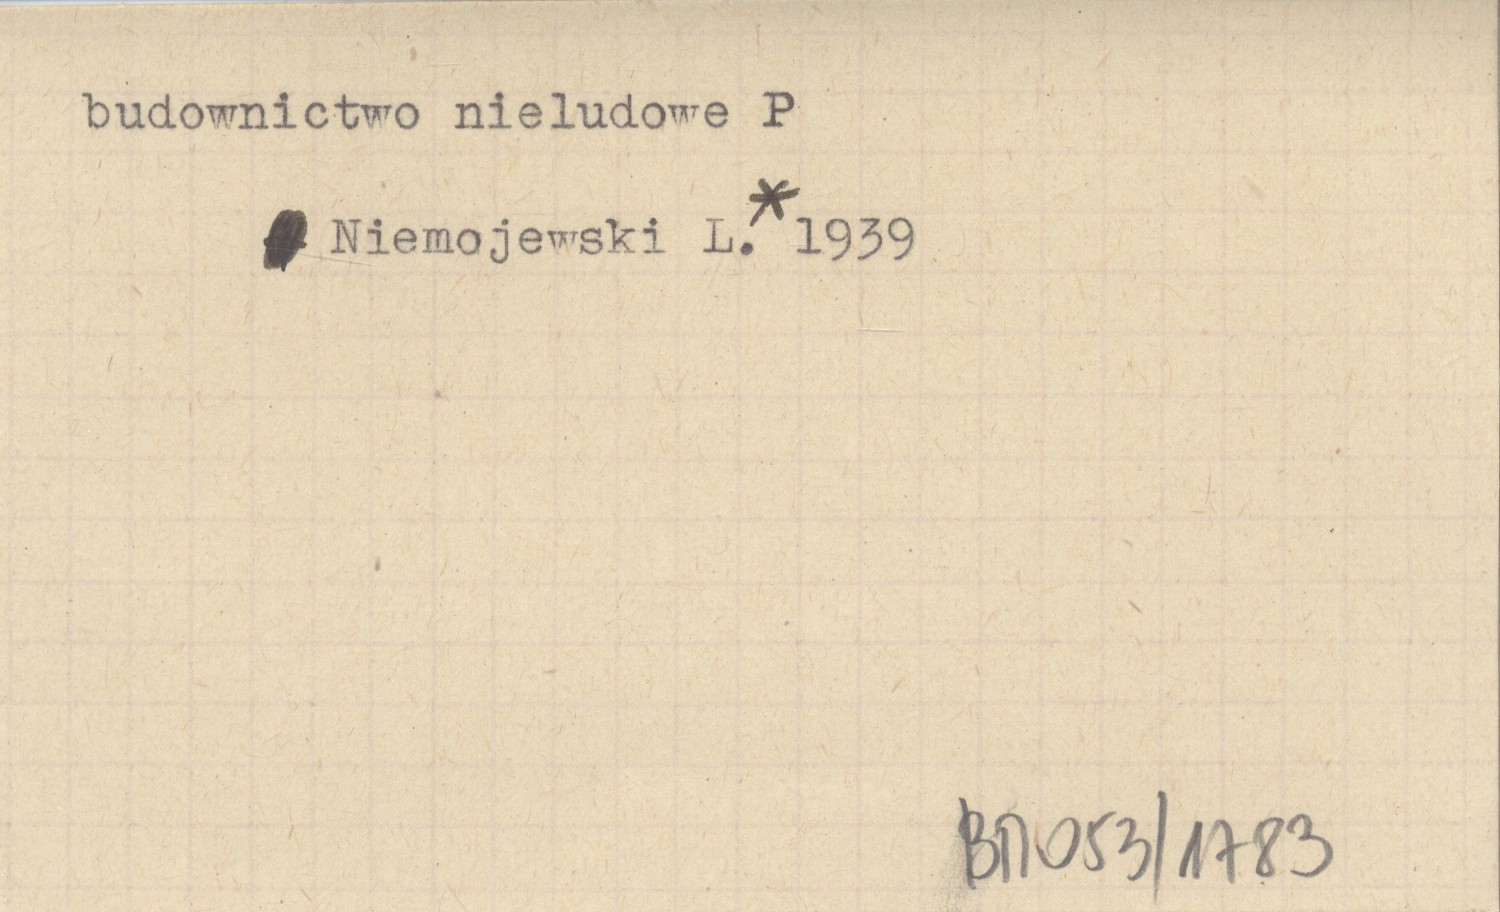 budownictwo nieludowe P
Niemojewski L.* 1939
BN053/1783